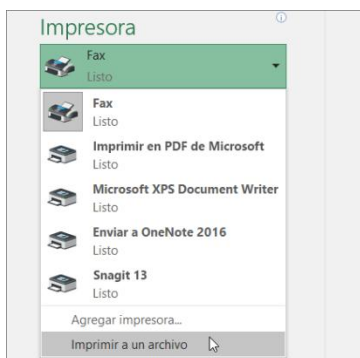 Impresora
Fax
Listo
Fax
Listo
Imprimir en PDF de Microsoft
Listo
Microsoft XPS Document Writer
Listo
Enviar a OneNote 2016
Listo
Snagit 13
Listo
Agregar impresora...
Imprimir a un archivo